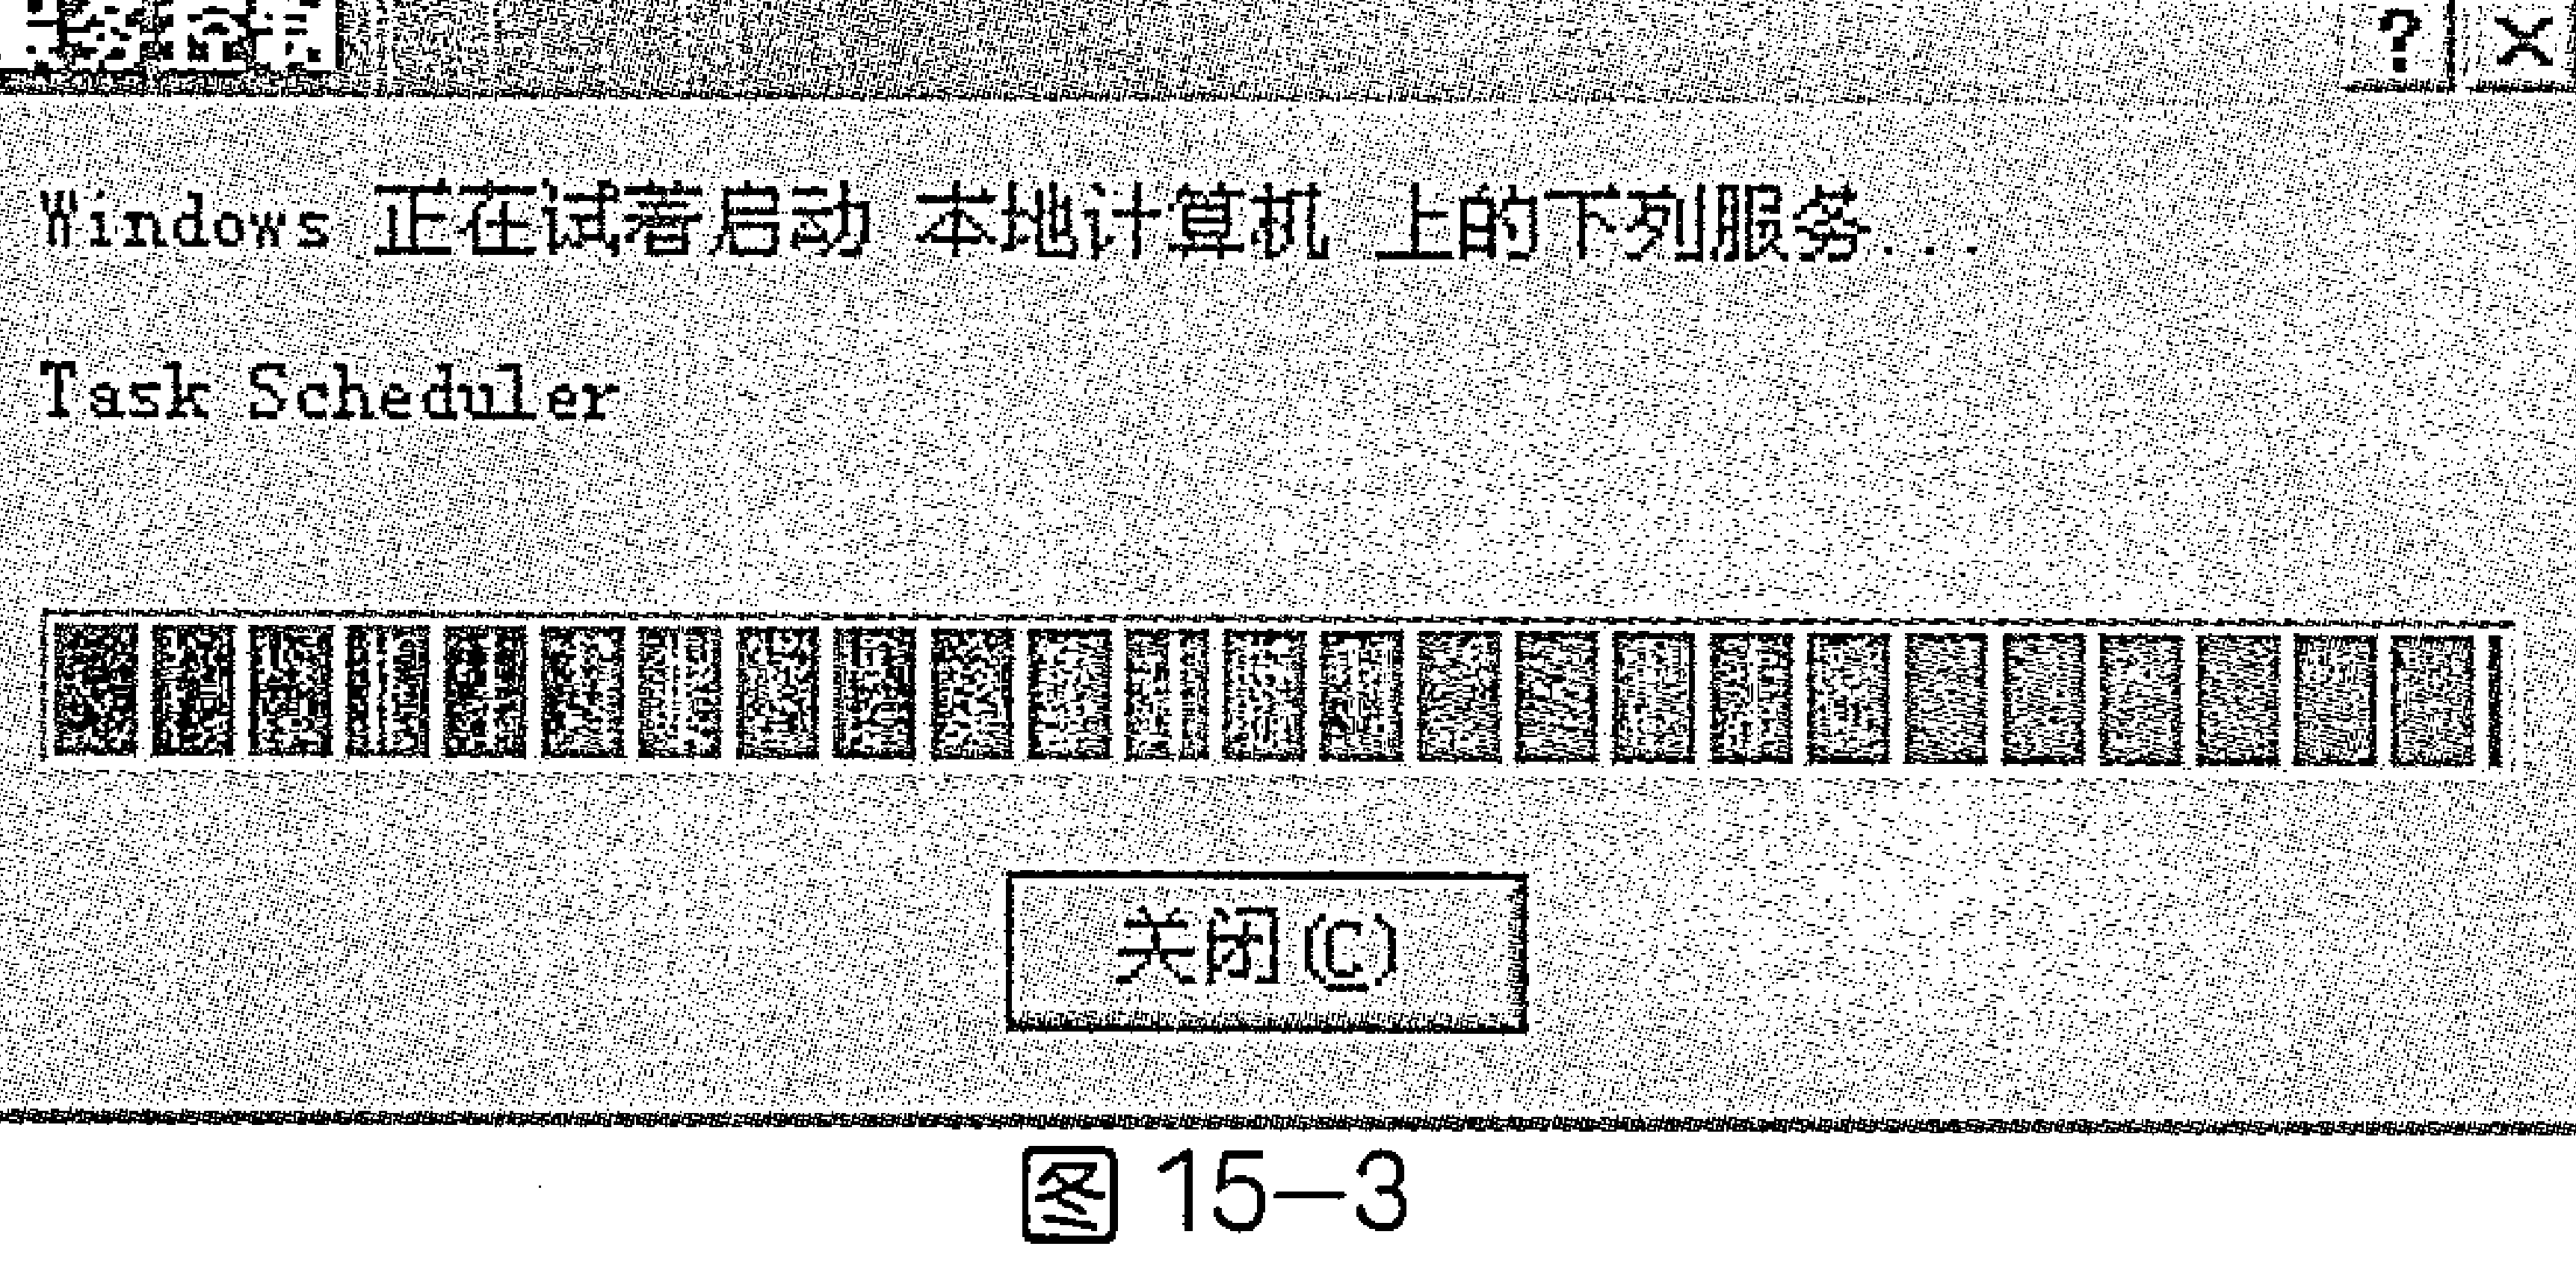 Windows 正在试着启动 本地计算机 上的下列服务...
Task Scheduler
关闭(C)
图 15-3